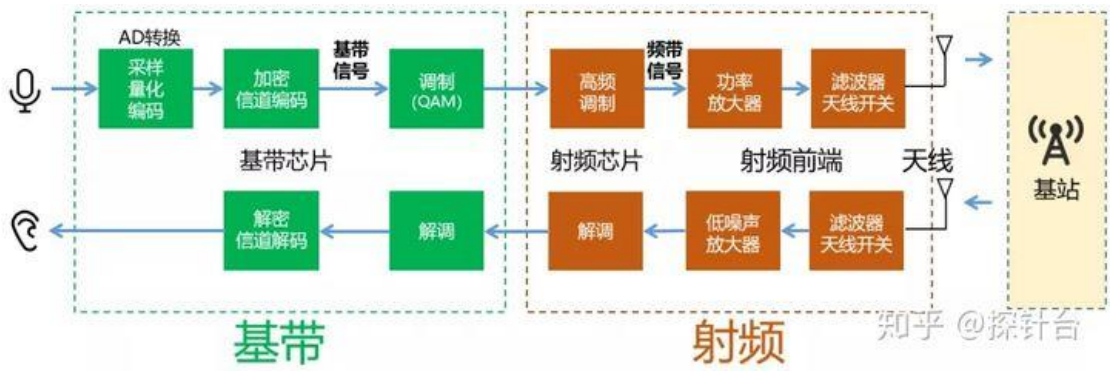 AD转换
采样
量化
编码
加密
信道编码
基带
信号
调制
(QAM)
高频
调制
频带
信号
功率
放大器
滤波器
天线开关
基带芯片
射频芯片
射频前端
天线
基站
解密
信道解码
解调
解调
低噪声
放大器
滤波器
天线开关
基带
射频
知乎 @探针台